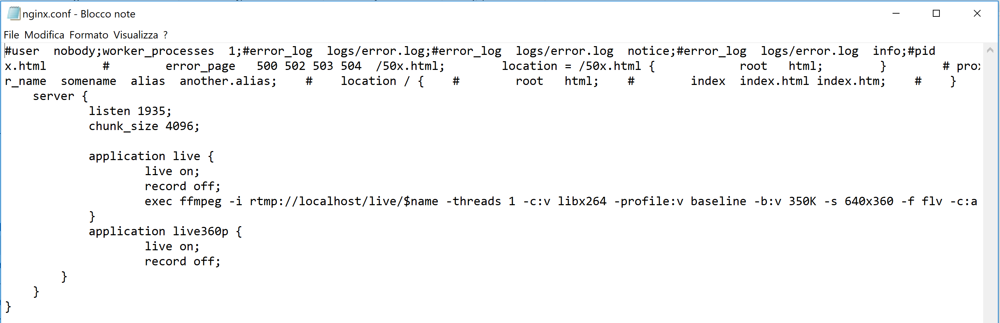 nginx.conf - Blocco note
File Modifica Formato Visualizza ?
#user  nobody;worker_processes  1;#error_log  logs/error.log;#error_log  logs/error.log  notice;#error_log  logs/error.log  info;#pid
x.html        #        error_page   500 502 503 504  /50x.html;        location = /50x.html {            root   html;        }        # prox
r_name  somename  alias  another.alias;    #    location / {    #        root   html;    #        index  index.html index.htm;    #    }
server {
listen 1935;
chunk_size 4096;
application live {
live on;
record off;
exec ffmpeg -i rtmp://localhost/live/$name -threads 1 -c:v libx264 -profile:v baseline -b:v 350K -s 640x360 -f flv -c:a
}
application live360p {
live on;
record off;
}
}
}